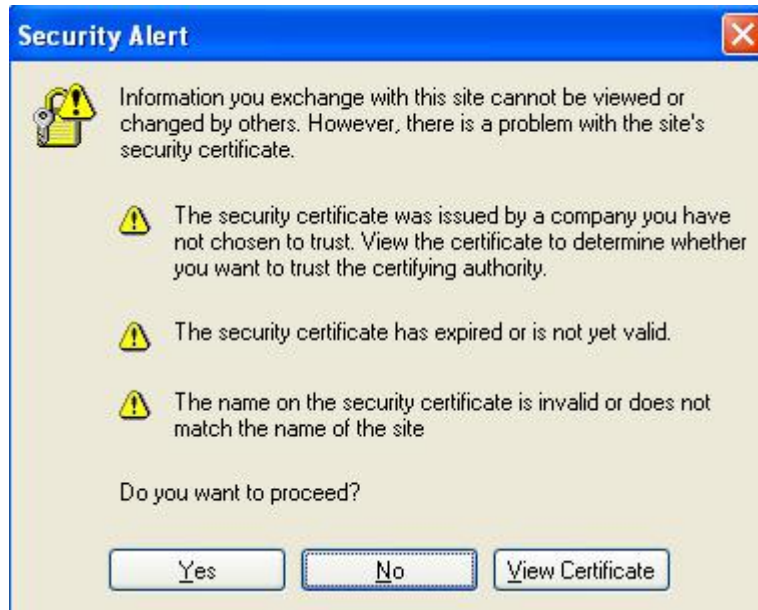 Security Alert
Information you exchange with this site cannot be viewed or
changed by others. However, there is a problem with the site's
security certificate.
The security certificate was issued by a company you have
not chosen to trust. View the certificate to determine whether
you want to trust the certifying authority.
The security certificate has expired or is not yet valid.
The name on the security certificate is invalid or does not
match the name of the site
Do you want to proceed?
Yes
No
View Certificate